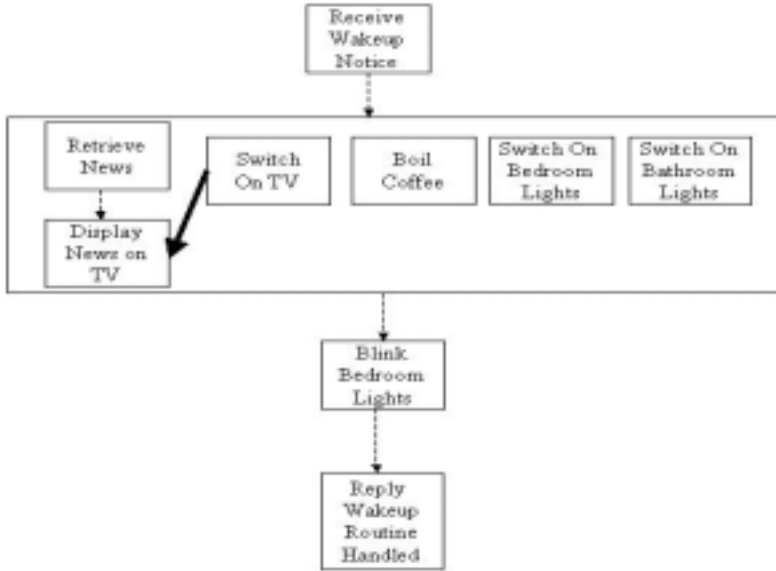 Receive
Wakeup
Notice
Retrieve
News
Switch
On TV
Boil
Coffee
Switch On
Bedroom
Lights
Switch On
Bathroom
Lights
Display
News on
TV
Blink
Bedroom
Lights
Reply
Wakeup
Routine
Handled